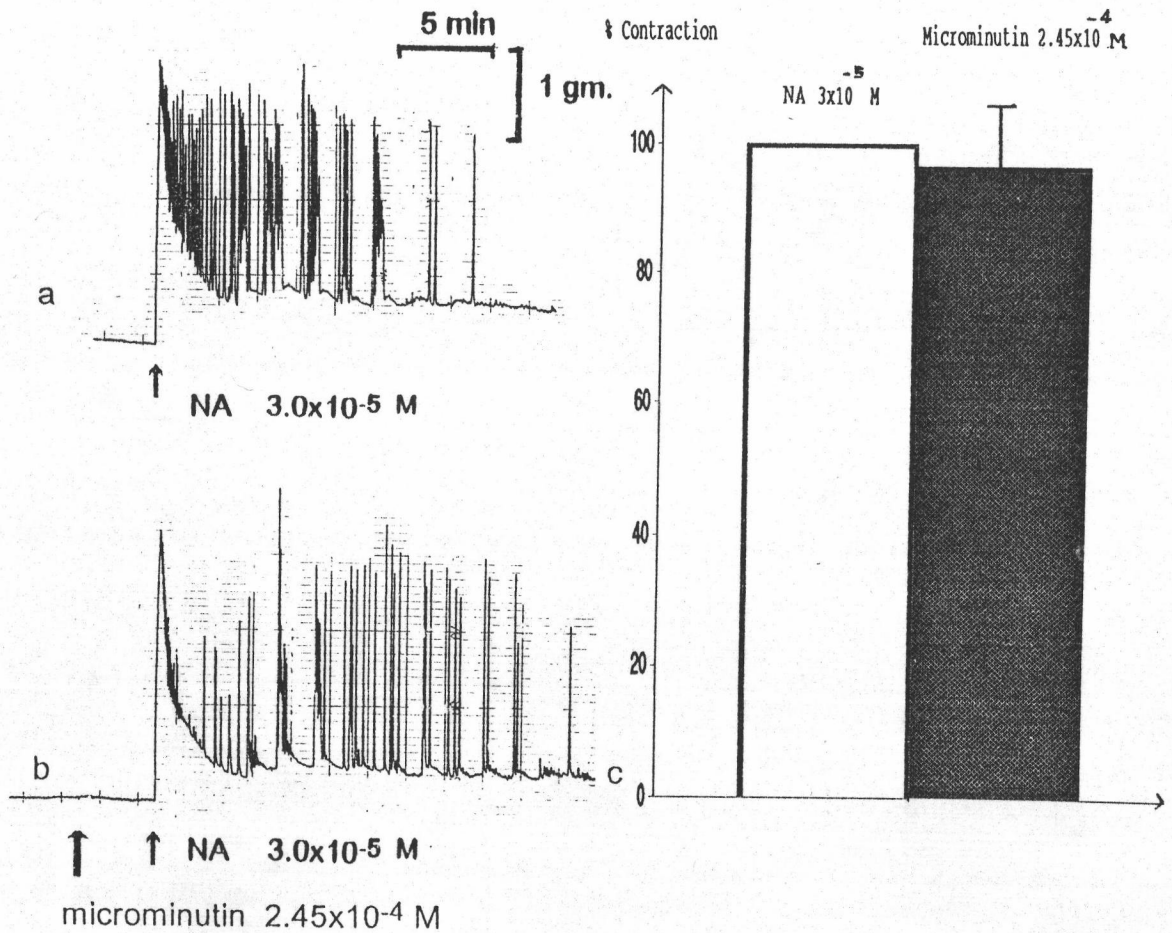 5 min
1 gm.
a
↑
NA 3.0x10-5 M
b
↑ ↑ NA 3.0x10-5 M
microminutin 2.45x10-4 M
c
% Contraction
NA 3x10-5 M
Microminutin 2.45x10-4 M
100
80
60
40
20
0